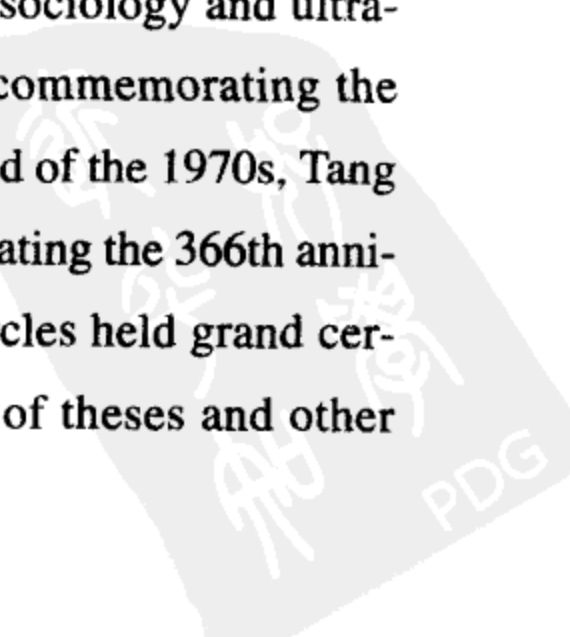 sociology and ultra-
commemorating the
d of the 1970s, Tang
ating the 366th anni-
cles held grand cer-
of theses and other
PDG